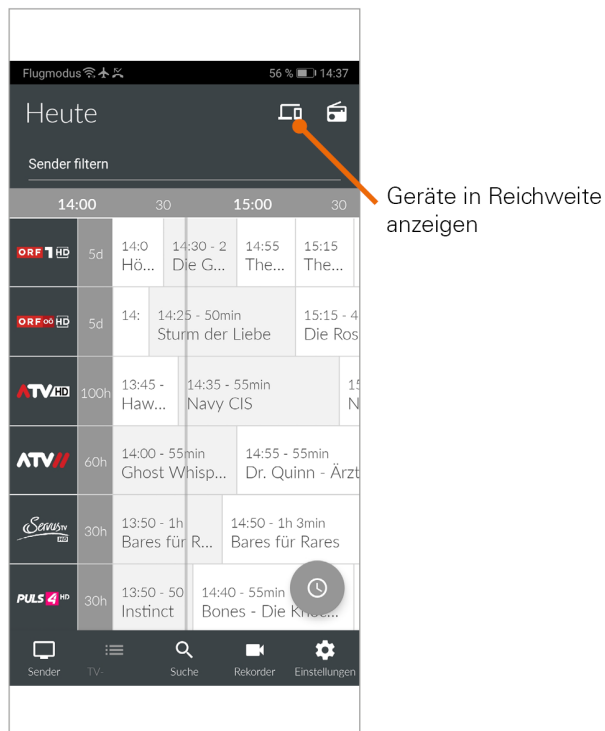 Flugmodus 56 % 14:37
Heute
Sender filtern
14:00 30 15:00 30
ORF 1 HD 5d 14:0 14:30 - 2 14:55 15:15
Hö... Die G... The... The...
ORF OÖ HD 5d 14: 14:25 - 50min 15:15 - 4
Sturm der Liebe Die Ros
ATV HD 100h 13:45 - 14:35 - 55min 15
Haw... Navy CIS N
ATV II 60h 14:00 - 55min 14:55 - 55min
Ghost Whisp... Dr. Quinn - Ärzt
Servus TV HD 30h 13:50 - 1h 14:50 - 1h 3min
Bares für R... Bares für Rares
PULS 4 HD 30h 13:50 - 50 14:40 - 55min
Instinct Bones - Die
Sender TV- Suche Rekorder Einstellungen
Geräte in Reichweite
anzeigen